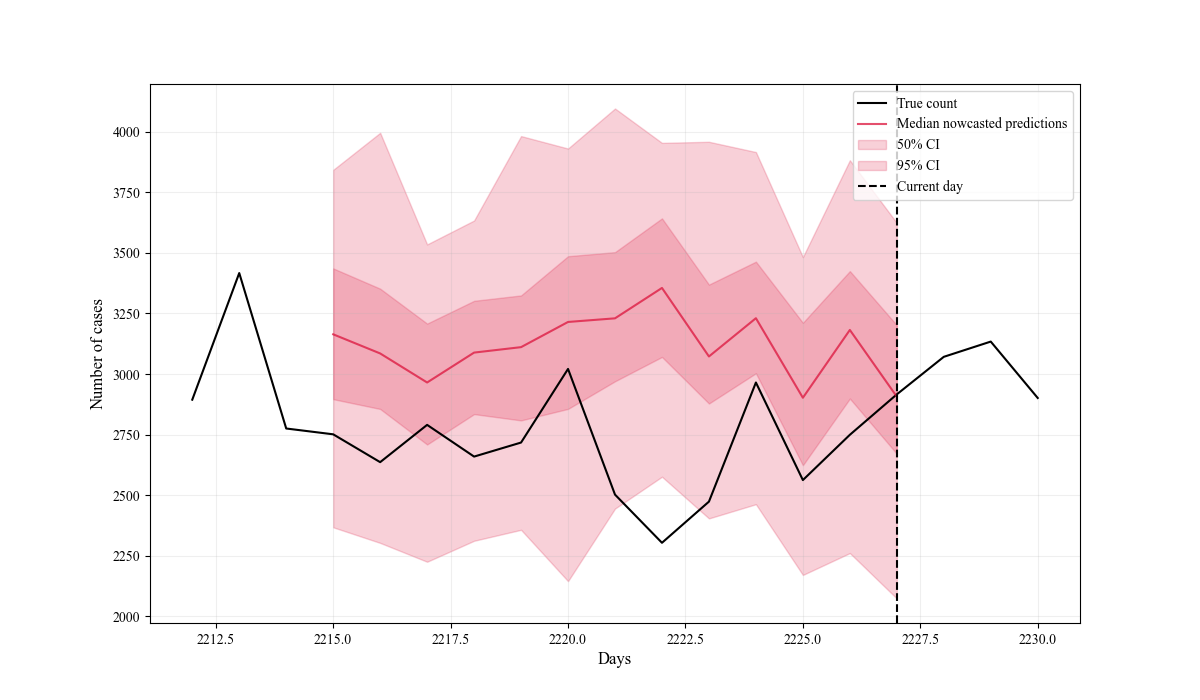 True count
Median nowcasted predictions
50% CI
95% CI
Current day
4000
3750
3500
3250
3000
2750
2500
2250
2000
Number of cases
2212.5 2215.0 2217.5 2220.0 2222.5 2225.0 2227.5 2230.0
Days